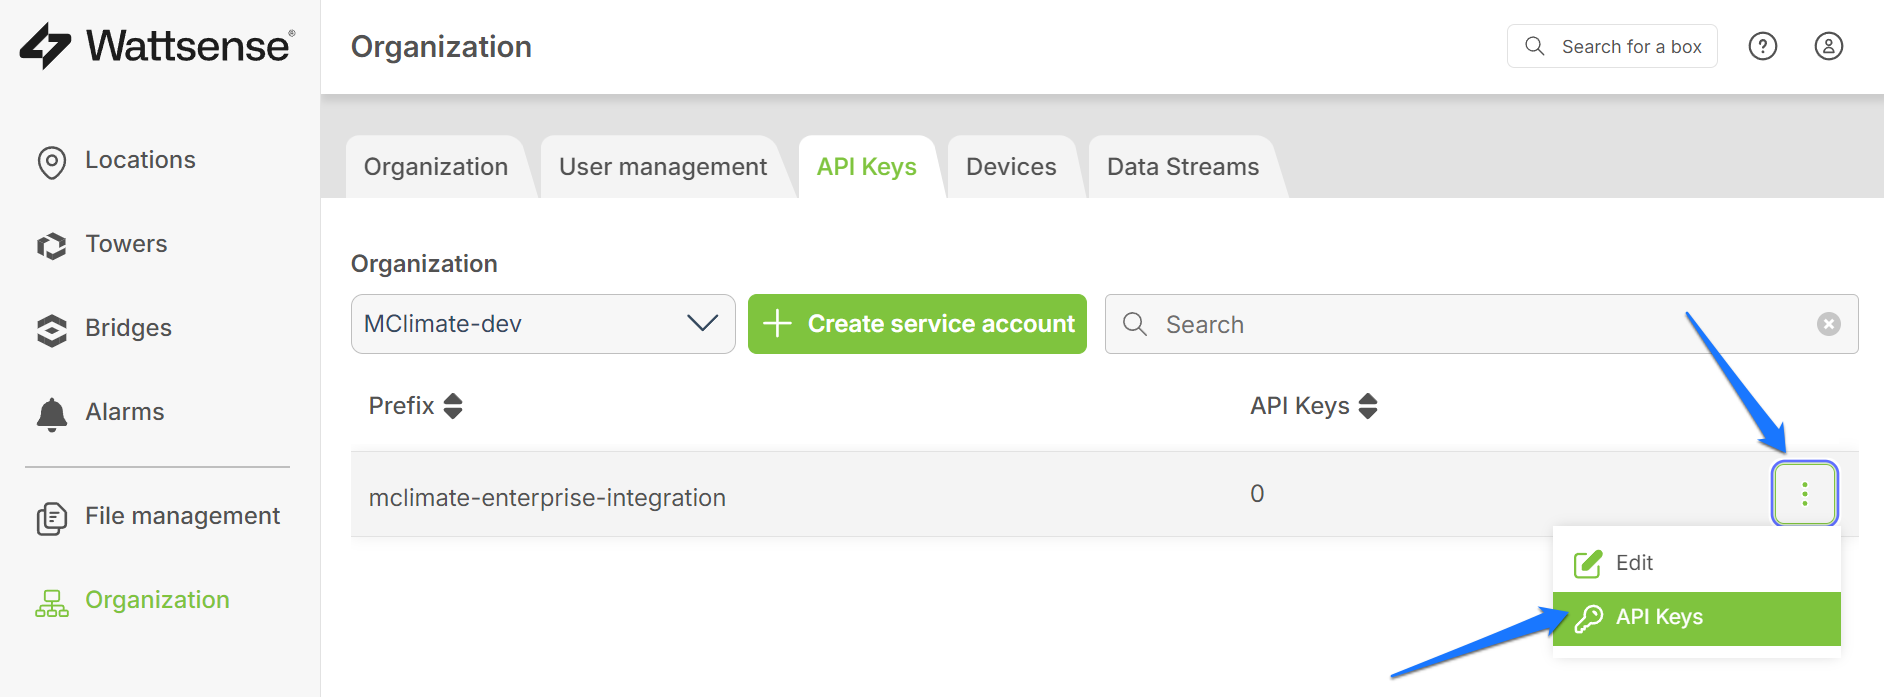 Wattsense®
Organization
Search for a box
Locations
Towers
Bridges
Alarms
File management
Organization
Organization
User management
API Keys
Devices
Data Streams
Organization
MClimate-dev
Create service account
Search
Prefix
API Keys
mclimate-enterprise-integration
0
Edit
API Keys